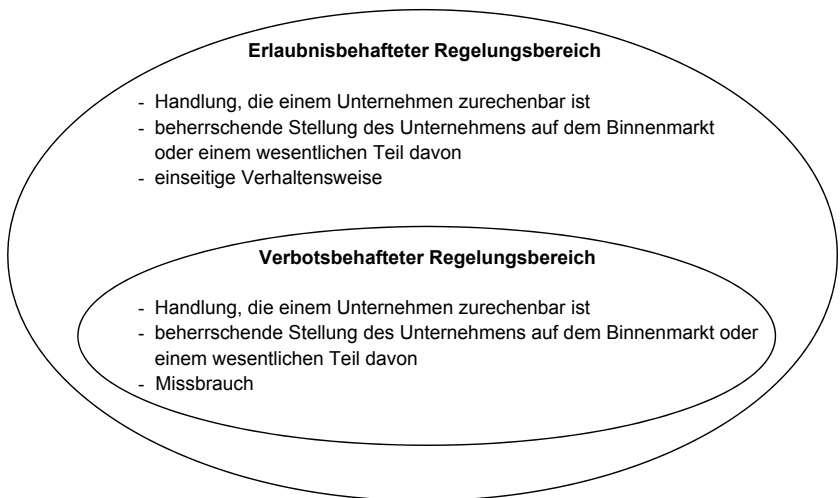 Erlaubnisbehafteter Regelungsbereich
- Handlung, die einem Unternehmen zurechenbar ist
- beherrschende Stellung des Unternehmens auf dem Binnenmarkt
oder einem wesentlichen Teil davon
- einseitige Verhaltensweise
Verbotsbehafteter Regelungsbereich
- Handlung, die einem Unternehmen zurechenbar ist
- beherrschende Stellung des Unternehmens auf dem Binnenmarkt oder
einem wesentlichen Teil davon
- Missbrauch